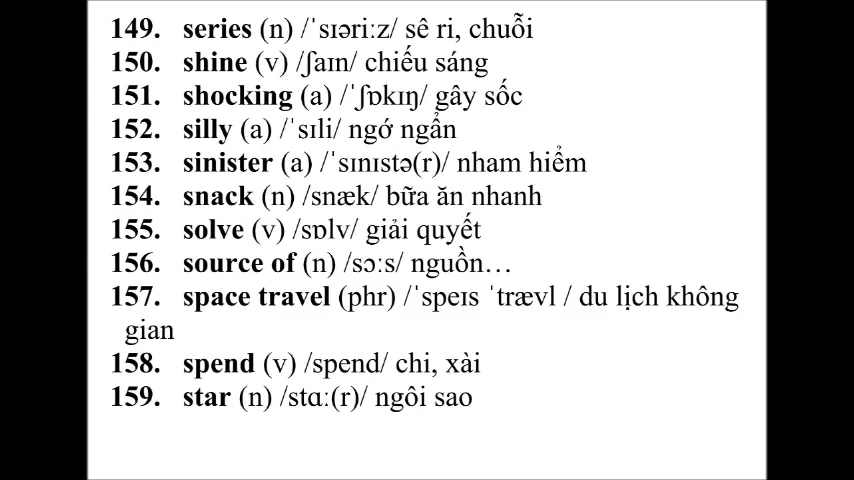 149. series (n) /ˈsɪəriːz/ sê ri, chuỗi
150. shine (v) /ʃaɪn/ chiếu sáng
151. shocking (a) /ˈʃɒkɪŋ/ gây sốc
152. silly (a) /ˈsɪli/ ngớ ngẩn
153. sinister (a) /ˈsɪnɪstə(r)/ nham hiểm
154. snack (n) /snæk/ bữa ăn nhanh
155. solve (v) /sɒlv/ giải quyết
156. source of (n) /sɔːs/ nguồn…
157. space travel (phr) /ˈspeɪs ˈtrævl / du lịch không
gian
158. spend (v) /spend/ chi, xài
159. star (n) /stɑː(r)/ ngôi sao